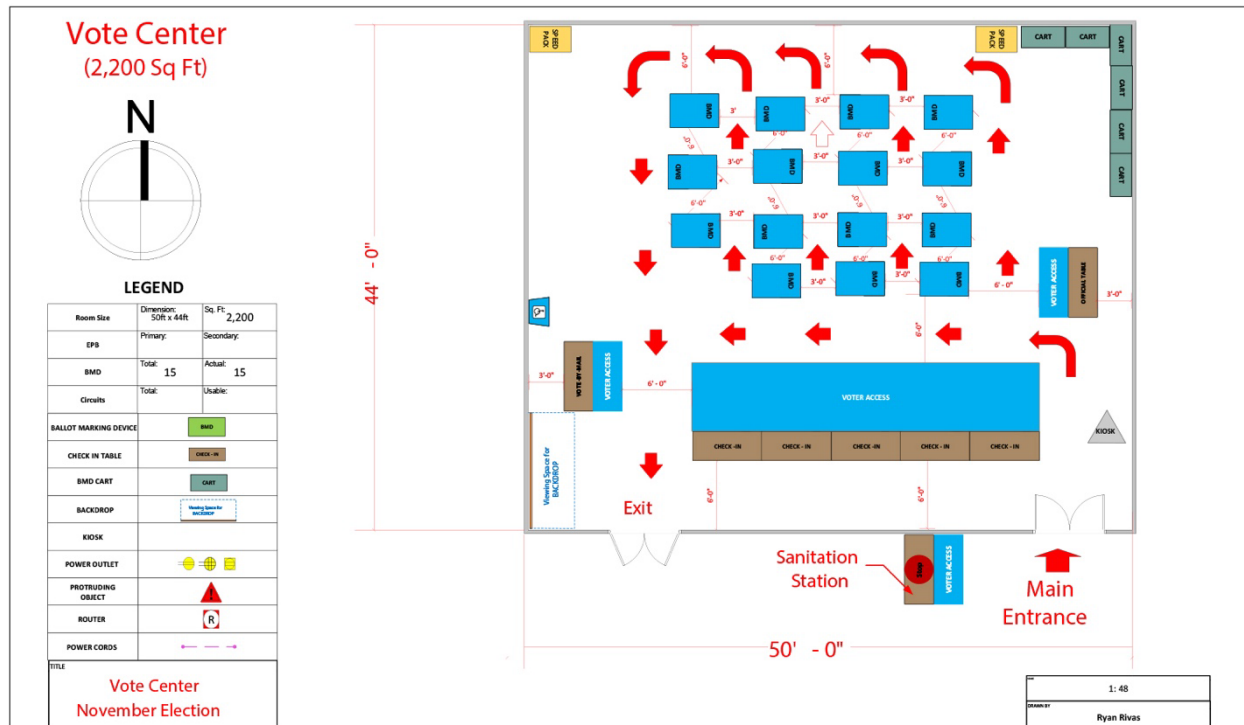 Vote Center
(2,200 Sq Ft)
N
LEGEND
Room Size
Dimension:
50ft x 44ft
Sq. Ft:
2,200
EPB
Primary:
Secondary:
BMD
Total:
15
Actual:
15
Circuits
Total:
Usable:
BALLOT MARKING DEVICE
BMD
CHECK IN TABLE
CHECK - IN
BMD CART
CART
BACKDROP
Viewing Space for
BACKDROP
KIOSK
POWER OUTLET
PROTRUDING
OBJECT
!
ROUTER
R
POWER CORDS
TITLE
Vote Center
November Election
44' - 0"
SPEED
PACK
SPEED
PACK
CART
CART
CART
CART
CART
CART
6'-0"
6'-0"
BMD
3'
BMD
3'-0"
BMD
3'-0"
BMD
6'-0"
6'-0"
6'-0"
6'-0"
BMD
3'-0"
BMD
3'-0"
BMD
3'-0"
BMD
6'-0"
6'-0"
6'-0"
BMD
3'-0"
BMD
3'-0"
BMD
3'-0"
BMD
6'-0"
6'-0"
6'-0"
BMD
3'-0"
BMD
3'-0"
BMD
6' - 0"
VOTER ACCESS
OFFICIAL TABLE
3'-0"
6'-0"
3'-0"
VOTE-BY-MAIL
VOTER ACCESS
6' - 0"
VOTER ACCESS
CHECK -IN
CHECK - IN
CHECK -IN
CHECK - IN
CHECK - IN
KIOSK
Viewing Space for
BACKDROP
6'-0"
6'-0"
Exit
Sanitation
Station
VOTER ACCESS
Main
Entrance
50' - 0"
1: 48
DRAWN BY
Ryan Rivas